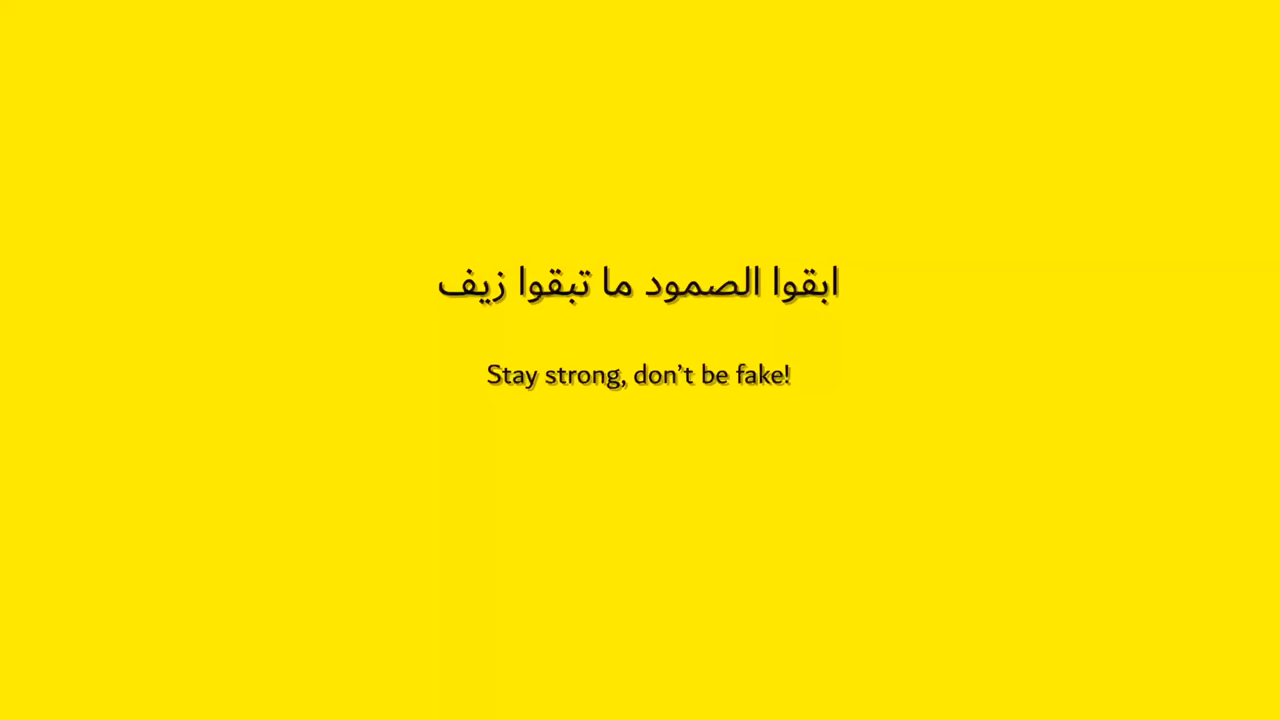 ابقوا الصمود ما تبقوا زيف
Stay strong, don’t be fake!